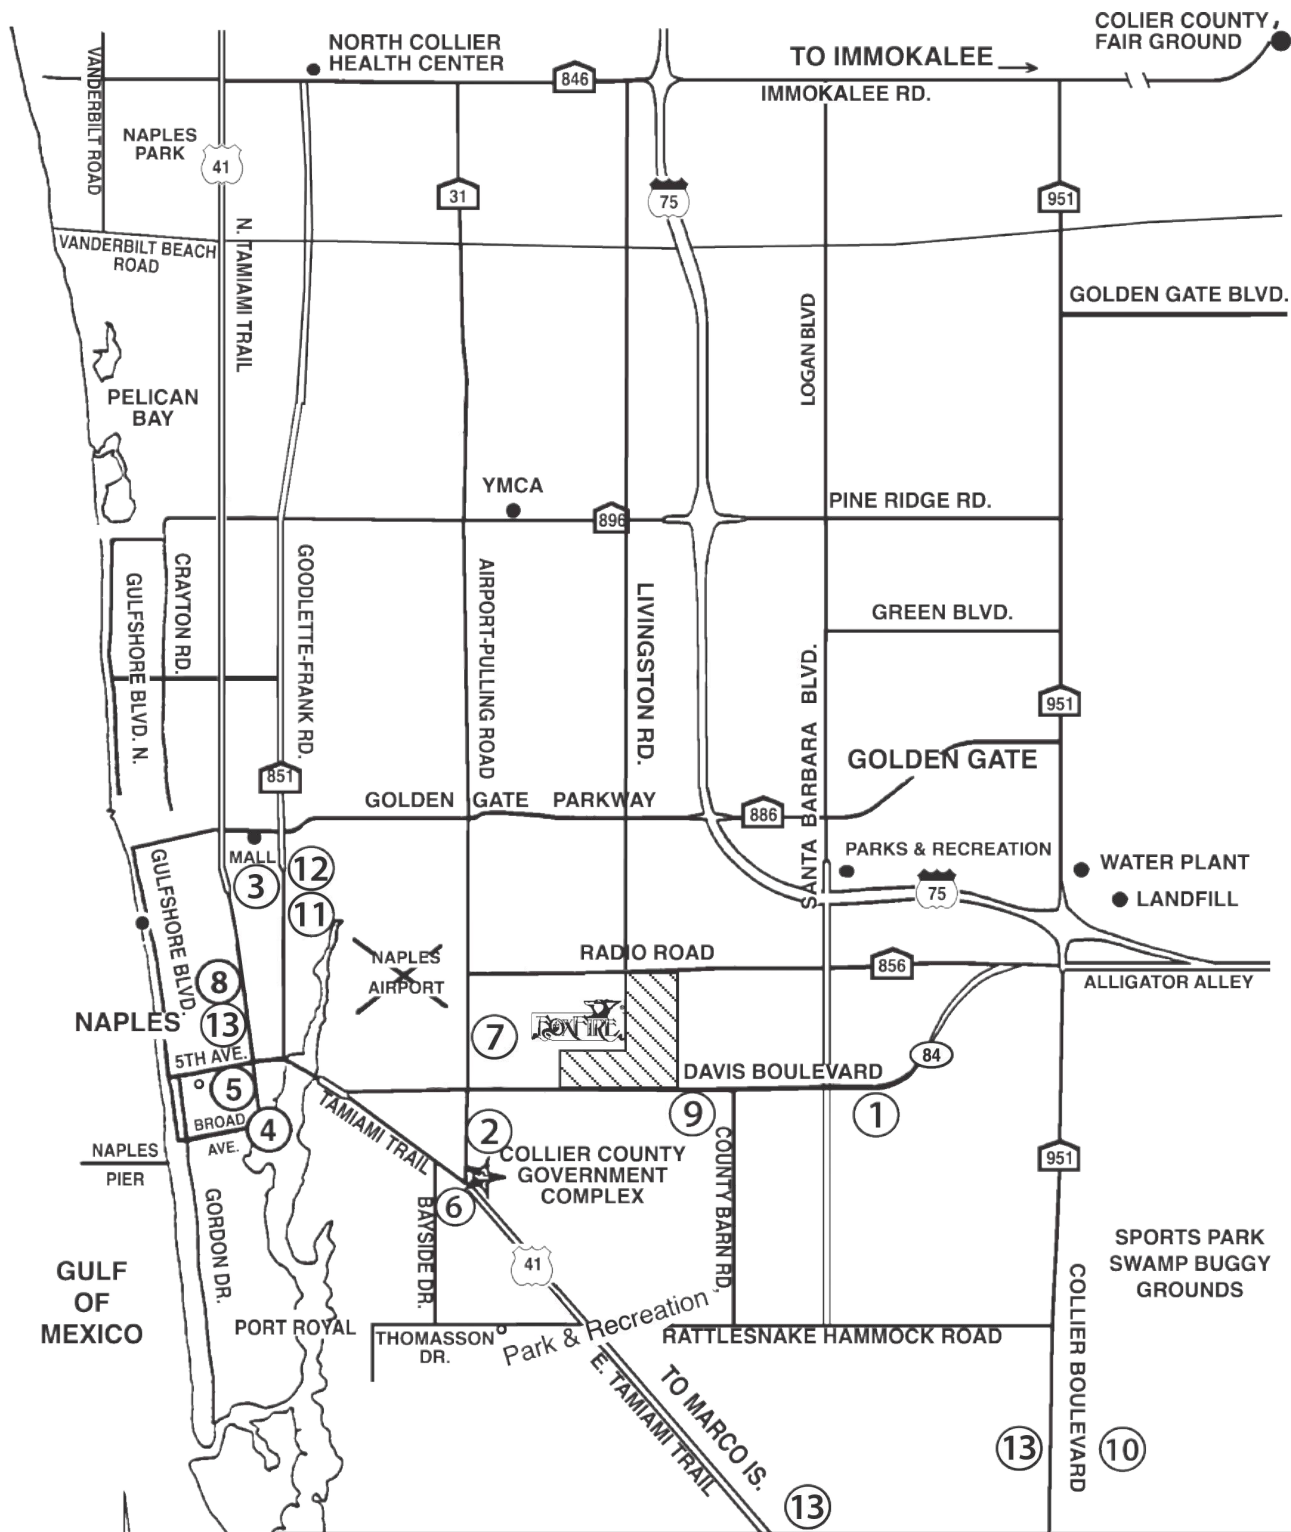 COLIER COUNTY
FAIR GROUND
NORTH COLLIER
HEALTH CENTER
TO IMMOKALEE
846
IMMOKALEE RD.
VANDERBILT ROAD
NAPLES
PARK
41
31
75
951
N. TAMIAMI TRAIL
VANDERBILT BEACH
ROAD
GOLDEN GATE BLVD.
LOGAN BLVD
PELICAN
BAY
YMCA
896
PINE RIDGE RD.
GULFSHORE BLVD. N.
CRAYTON RD.
GOODLETTE-FRANK RD.
AIRPORT-PULLING ROAD
LIVINGSTON RD.
GREEN BLVD.
SANTA BARBARA BLVD.
951
GOLDEN GATE
851
GOLDEN GATE PARKWAY
886
MALL
3
12
11
PARKS & RECREATION
WATER PLANT
LANDFILL
75
GULFSHORE BLVD.
NAPLES
AIRPORT
RADIO ROAD
856
ALLIGATOR ALLEY
8
13
NAPLES
7
FOXFIRE
84
5TH AVE.
5
DAVIS BOULEVARD
BROAD
AVE.
4
TAMIAMI TRAIL
2
9
1
COLLIER COUNTY
GOVERNMENT
COMPLEX
COUNTY BARN RD.
951
NAPLES
PIER
6
GORDON DR.
BAYSIDE DR.
41
SPORTS PARK
SWAMP BUGGY
GROUNDS
GULF
OF
MEXICO
PORT ROYAL
THOMASSON
DR.
Park & Recreation
RATTLESNAKE HAMMOCK ROAD
COLLIER BOULEVARD
E. TAMIAMI TRAIL
TO MARCO IS.
13
10
13